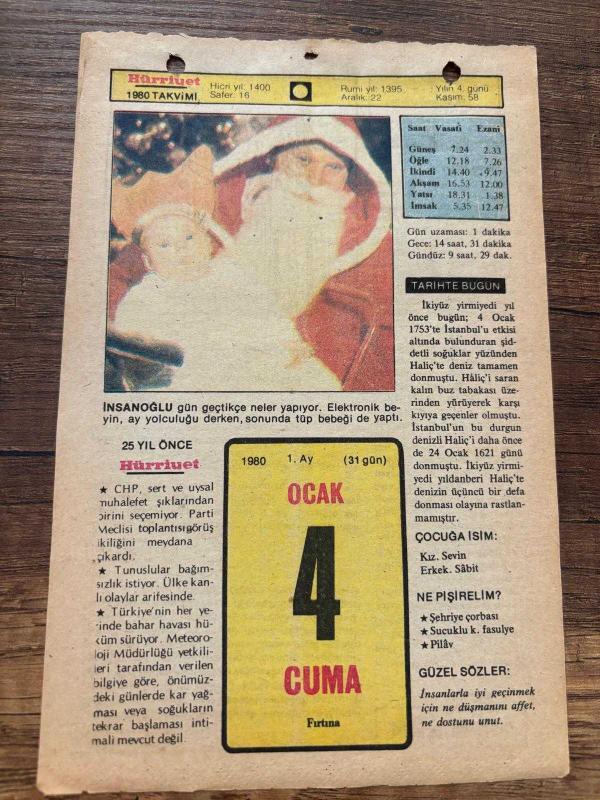 Hürriyet
1980 TAKVİMİ
Hicri yıl: 1400
Safer: 16
Rumi yıl: 1395
Aralık: 22
Yılın 4. günü
Kasım: 58
Saat Vasati Ezani
Güneş 7.24 2.33
Öğle 12.18 7.26
İkindi 14.40 9.47
Akşam 16.53 12.00
Yatsı 18.31 1.38
İmsak 5.35 12.47
Gün uzaması: 1 dakika
Gece: 14 saat, 31 dakika
Gündüz: 9 saat, 29 dak.
TARİHTE BUGÜN
İkiyüz yirmiyedi yıl
önce bugün; 4 Ocak
1753'te İstanbul'u etkisi
altında bulunduran şid-
detli soğuklar yüzünden
Haliç'te deniz tamamen
donmuştu. Hâliç'i saran
kalın buz tabakası üze-
rinden yürüyerek karşı
kıyıya geçenler olmuştu.
İstanbul'un bu durgun
denizli Haliç'i daha önce
de 24 Ocak 1621 günü
donmuştu. İkiyüz yirmi-
yedi yıldanberi Haliç'te
denizin üçüncü bir defa
donması olayına rastlan-
mamıştır.
ÇOCUĞA İSİM:
Kız. Sevin
Erkek. Sâbit
NE PİŞİRELİM?
★ Şehriye çorbası
★ Sucuklu k. fasulye
★ Pilâv
GÜZEL SÖZLER:
İnsanlarla iyi geçinmek
için ne düşmanını affet,
ne dostunu unut.
İNSANOĞLU gün geçtikçe neler yapıyor. Elektronik be-
yin, ay yolculuğu derken, sonunda tüp bebeği de yaptı.
25 YIL ÖNCE
Hürriyet
★ CHP, sert ve uysal
muhalefet şıklarından
birini seçemiyor. Parti
Meclisi toplantısı görüş
ikiliğini meydana
çıkardı.
★ Tunuslular bağım-
sızlık istiyor. Ülke kan-
lı olaylar arifesinde.
★ Türkiye'nin her ye-
rinde bahar havası hü-
küm sürüyor. Meteoro-
loji Müdürlüğü yetkili-
leri tarafından verilen
bilgiye göre, önümüz-
deki günlerde kar yağ-
ması veya soğukların
tekrar başlaması inti-
mali mevcut değil.
1980 1. Ay (31 gün)
OCAK
4
CUMA
Fırtına